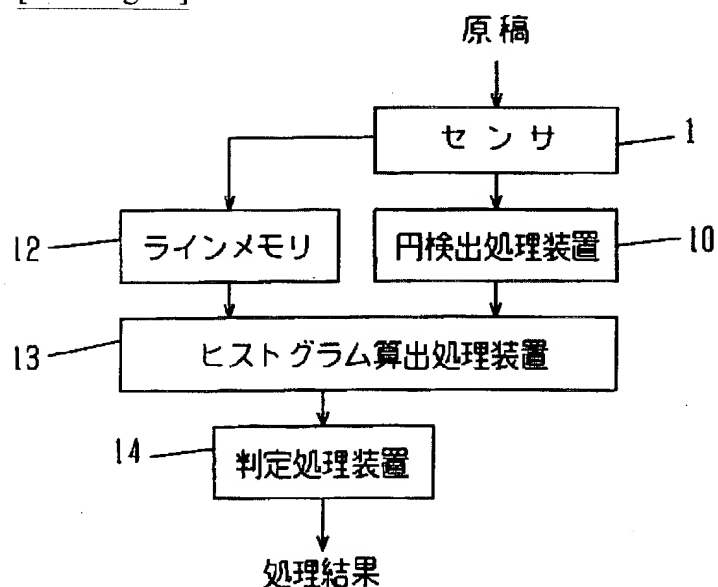 原稿
センサ
1
12
ラインメモリ
円検出処理装置
10
13
ヒストグラム算出処理装置
14
判定処理装置
処理結果